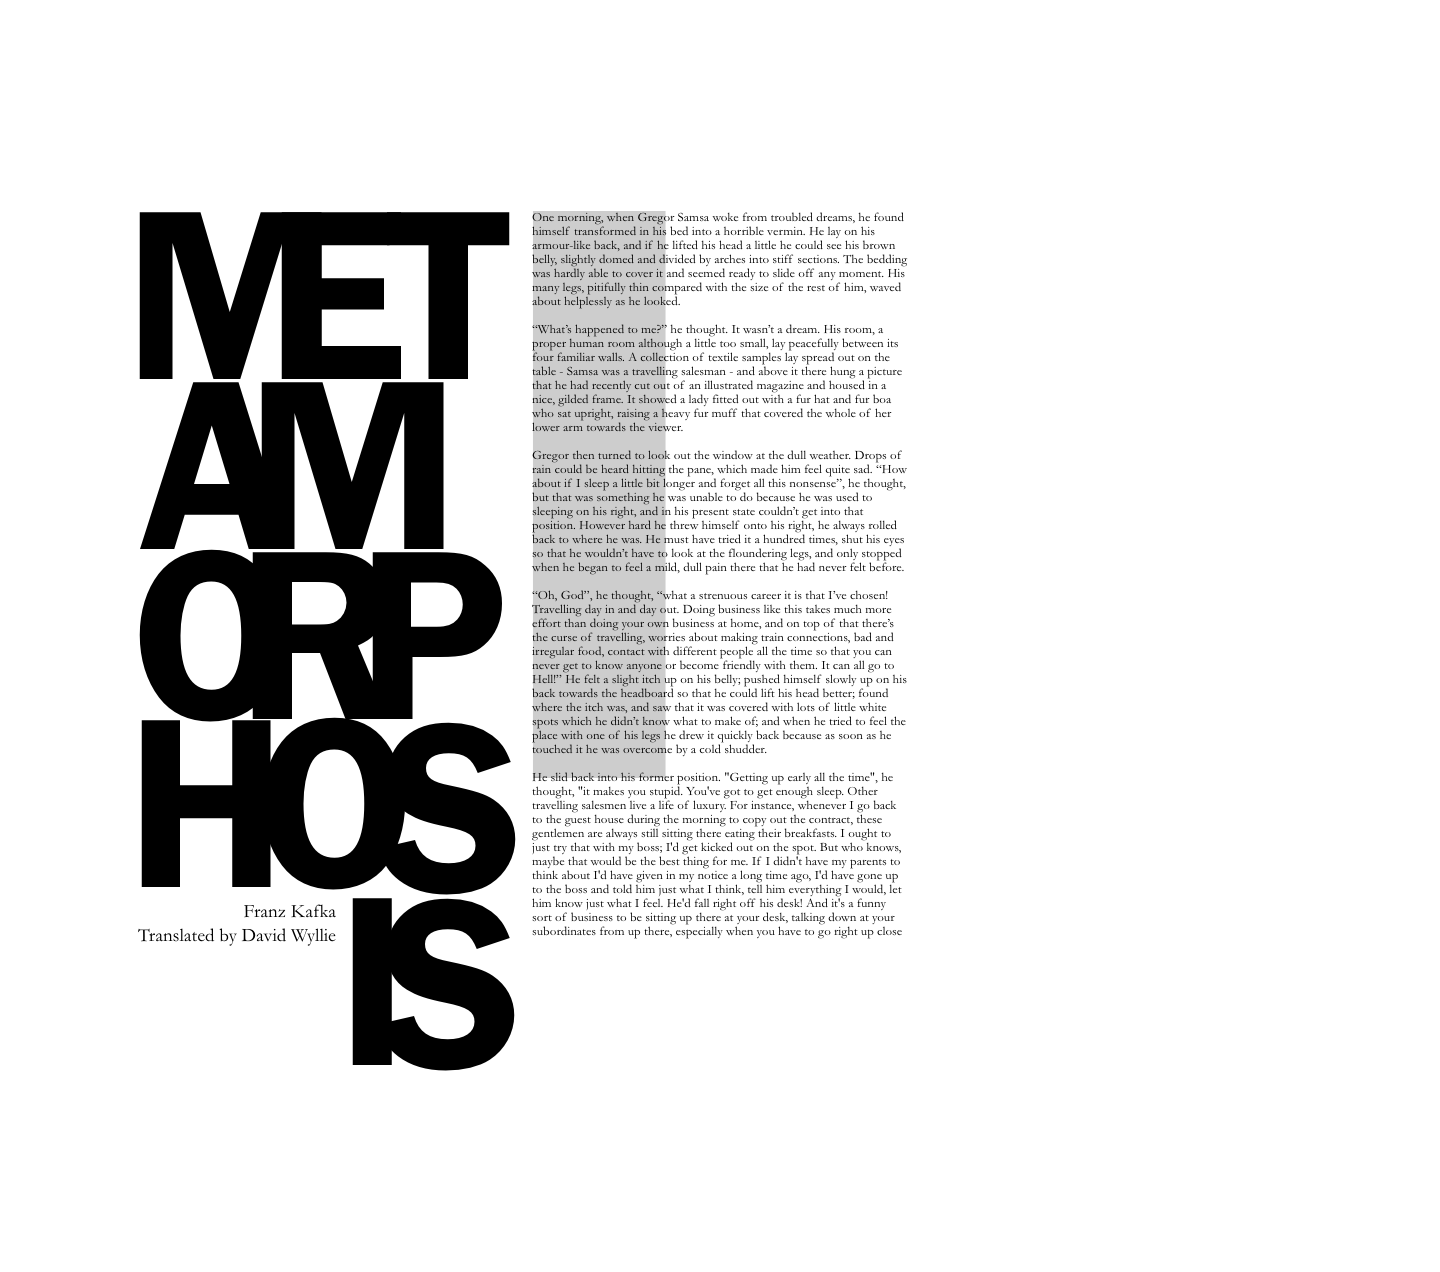 MET
AM
ORP
HOS
IS
Franz Kafka
Translated by David Wyllie
One morning, when Gregor Samsa woke from troubled dreams, he found
himself transformed in his bed into a horrible vermin. He lay on his
armour-like back, and if he lifted his head a little he could see his brown
belly, slightly domed and divided by arches into stiff sections. The bedding
was hardly able to cover it and seemed ready to slide off any moment. His
many legs, pitifully thin compared with the size of the rest of him, waved
about helplessly as he looked.
“What’s happened to me?” he thought. It wasn’t a dream. His room, a
proper human room although a little too small, lay peacefully between its
four familiar walls. A collection of textile samples lay spread out on the
table - Samsa was a travelling salesman - and above it there hung a picture
that he had recently cut out of an illustrated magazine and housed in a
nice, gilded frame. It showed a lady fitted out with a fur hat and fur boa
who sat upright, raising a heavy fur muff that covered the whole of her
lower arm towards the viewer.
Gregor then turned to look out the window at the dull weather. Drops of
rain could be heard hitting the pane, which made him feel quite sad. “How
about if I sleep a little bit longer and forget all this nonsense”, he thought,
but that was something he was unable to do because he was used to
sleeping on his right, and in his present state couldn’t get into that
position. However hard he threw himself onto his right, he always rolled
back to where he was. He must have tried it a hundred times, shut his eyes
so that he wouldn’t have to look at the floundering legs, and only stopped
when he began to feel a mild, dull pain there that he had never felt before.
“Oh, God”, he thought, “what a strenuous career it is that I’ve chosen!
Travelling day in and day out. Doing business like this takes much more
effort than doing your own business at home, and on top of that there’s
the curse of travelling, worries about making train connections, bad and
irregular food, contact with different people all the time so that you can
never get to know anyone or become friendly with them. It can all go to
Hell!” He felt a slight itch up on his belly; pushed himself slowly up on his
back towards the headboard so that he could lift his head better; found
where the itch was, and saw that it was covered with lots of little white
spots which he didn’t know what to make of; and when he tried to feel the
place with one of his legs he drew it quickly back because as soon as he
touched it he was overcome by a cold shudder.
He slid back into his former position. "Getting up early all the time", he
thought, "it makes you stupid. You've got to get enough sleep. Other
travelling salesmen live a life of luxury. For instance, whenever I go back
to the guest house during the morning to copy out the contract, these
gentlemen are always still sitting there eating their breakfasts. I ought to
just try that with my boss; I'd get kicked out on the spot. But who knows,
maybe that would be the best thing for me. If I didn't have my parents to
think about I'd have given in my notice a long time ago, I'd have gone up
to the boss and told him just what I think, tell him everything I would, let
him know just what I feel. He'd fall right off his desk! And it's a funny
sort of business to be sitting up there at your desk, talking down at your
subordinates from up there, especially when you have to go right up close